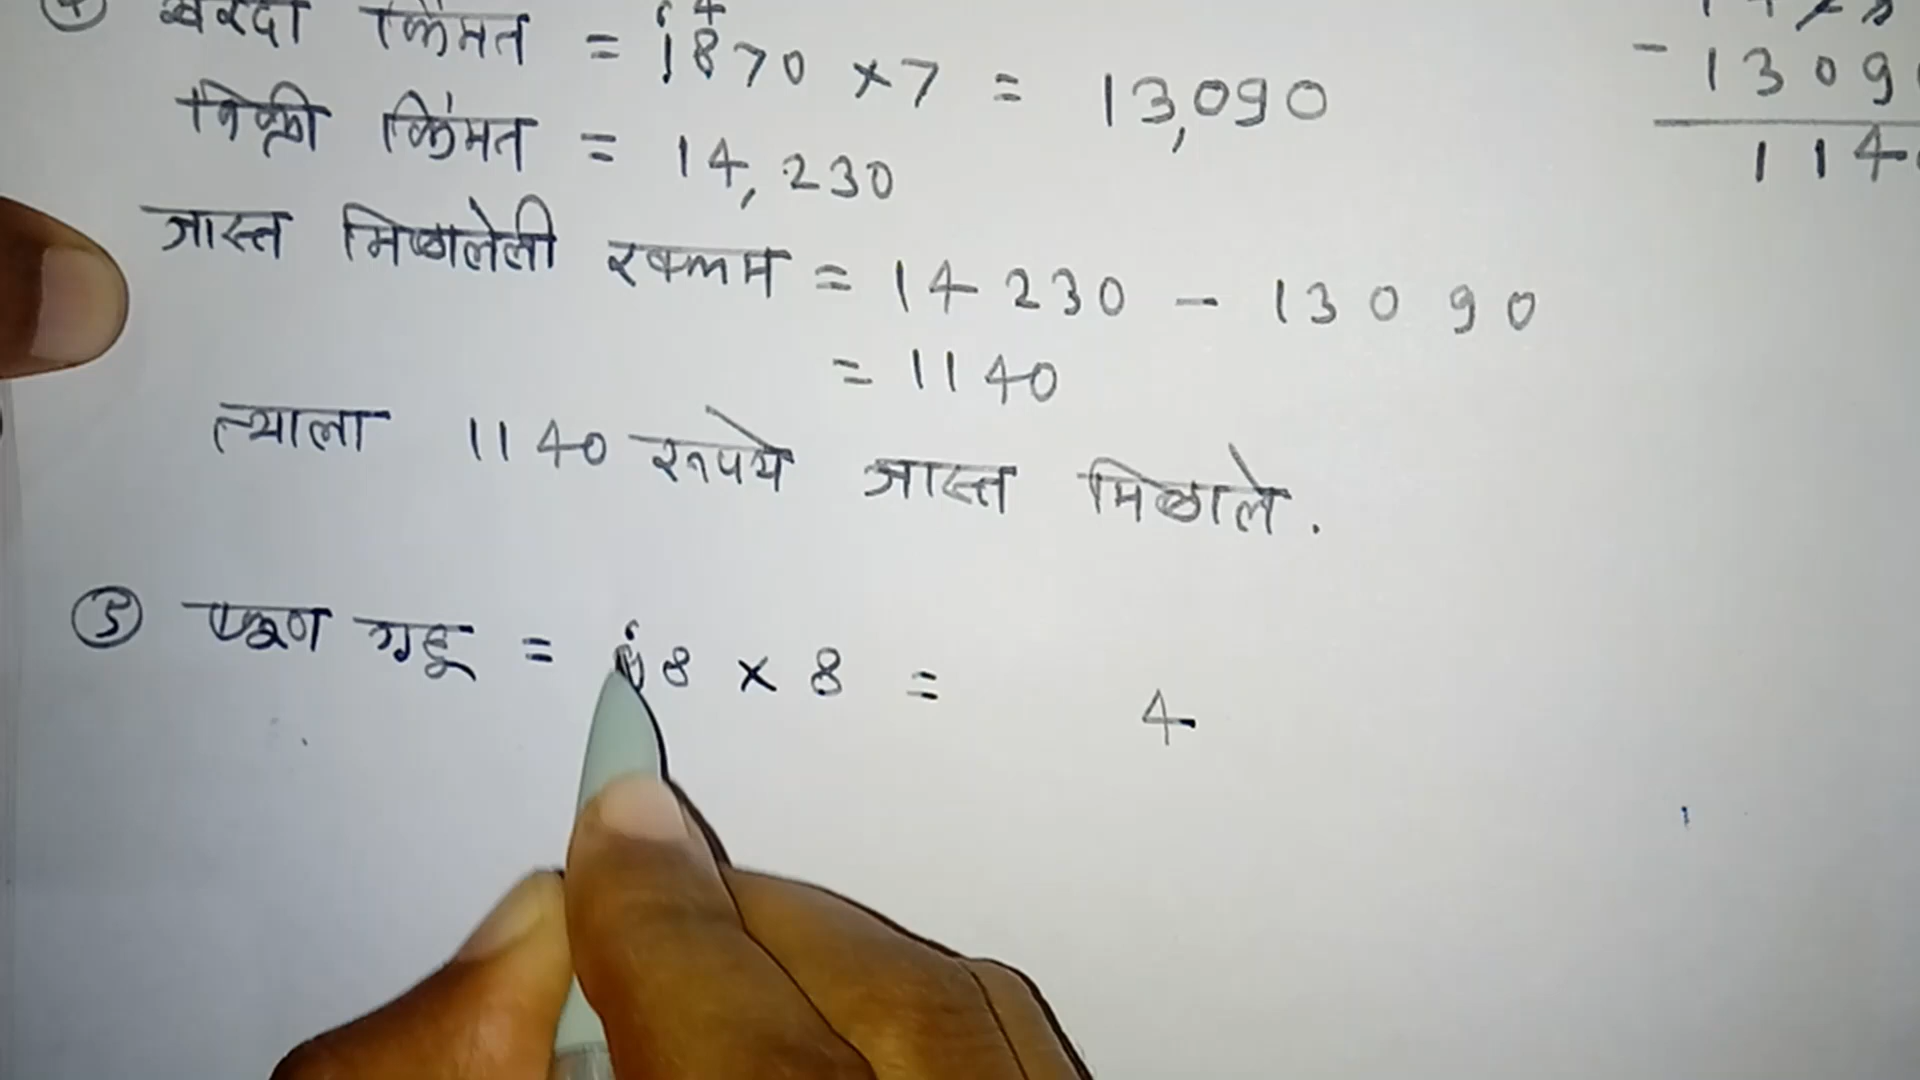 ④ खरेदी किंमत = 1870 × 7 = 13,090
विक्री किंमत = 14,230
जास्त मिळालेली रक्कम = 14230 - 13090
= 1140
त्याला 1140 रूपये जास्त मिळाले.
⑤ एकूण गहू = 8 × 8 = 4
- 1309
114